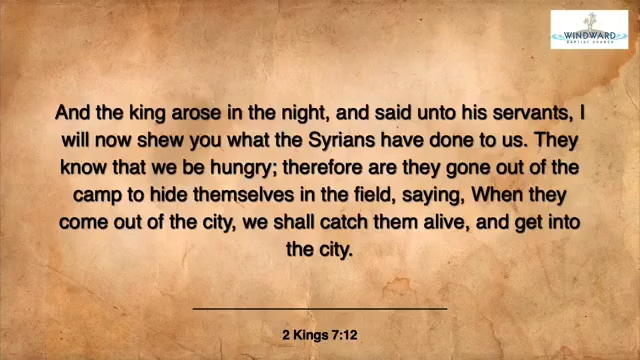 WINDWARD
BAPTIST CHURCH
And the king arose in the night, and said unto his servants, I
will now shew you what the Syrians have done to us. They
know that we be hungry; therefore are they gone out of the
camp to hide themselves in the field, saying, When they
come out of the city, we shall catch them alive, and get into
the city.
2 Kings 7:12